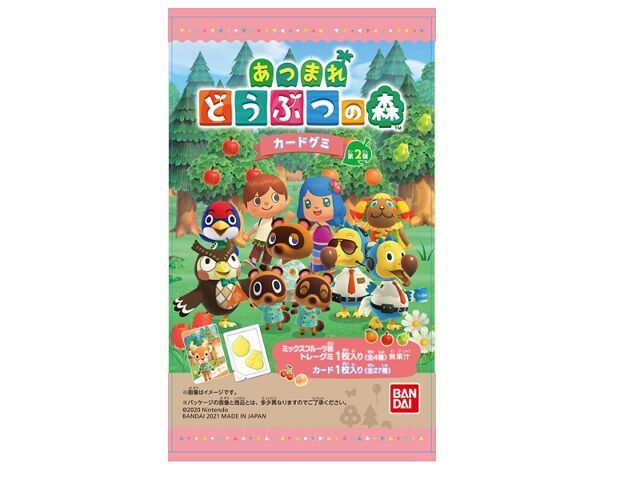 あつまれ
どうぶつの森
TM
カードグミ
第2弾
ミックスフルーツ味
トレーグミ 1枚入り(全4種) 無果汁
カード 1枚入り(全27種)
※画像はイメージです。
※パッケージの画像と商品とは、多少異なりますのでご了承ください。
©2020 Nintendo
BANDAI 2021 MADE IN JAPAN
BAN
DAI